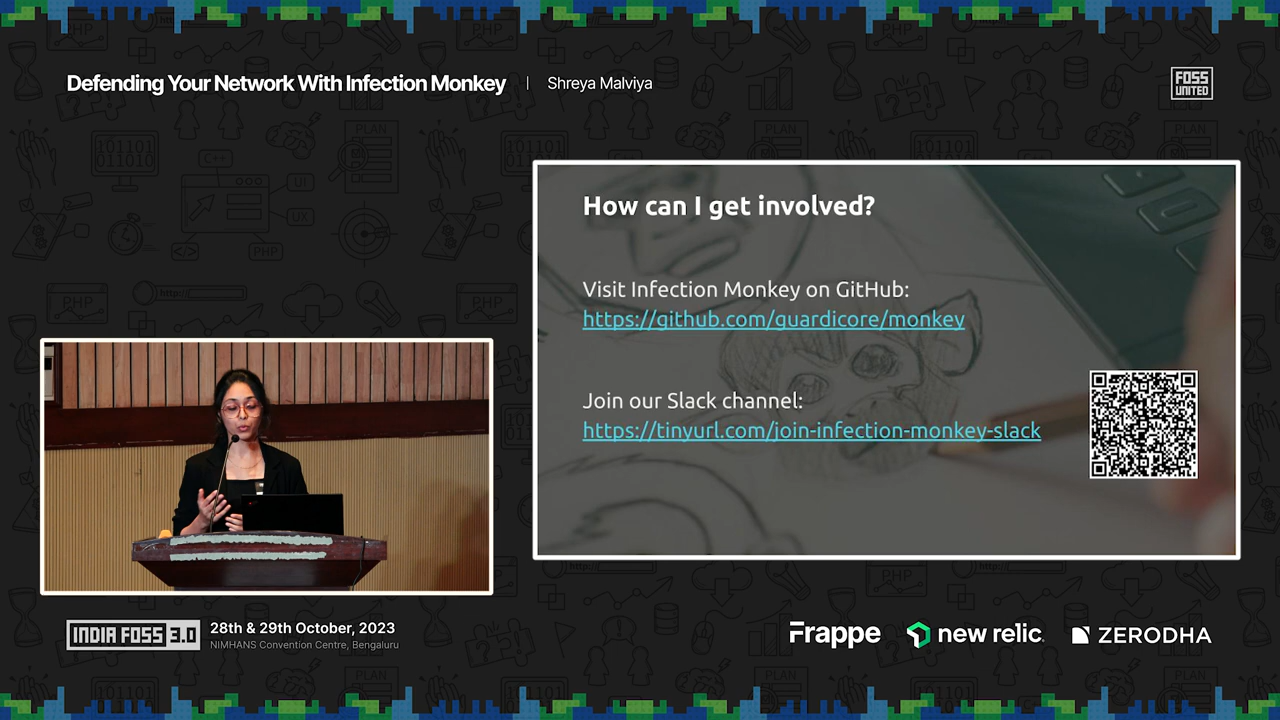 Defending Your Network With Infection Monkey | Shreya Malviya
FOSS
UNITED
How can I get involved?
Visit Infection Monkey on GitHub:
https://github.com/guardicore/monkey
Join our Slack channel:
https://tinyurl.com/join-infection-monkey-slack
INDIA FOSS 3.0
28th & 29th October, 2023
NIMHANS Convention Centre, Bengaluru
Frappe
new relic
ZERODHA